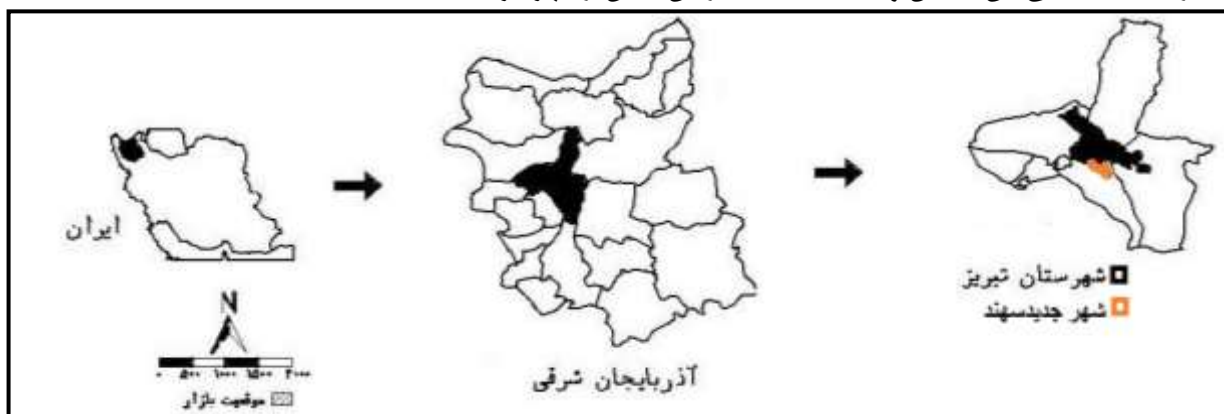 ایران
N
۰ ۵۰۰ ۱۰۰۰ ۱۵۰۰ ۲۰۰۰
موقعیت بازار
آذربایجان شرقی
شهرستان تبریز
شهر جدیدسهند